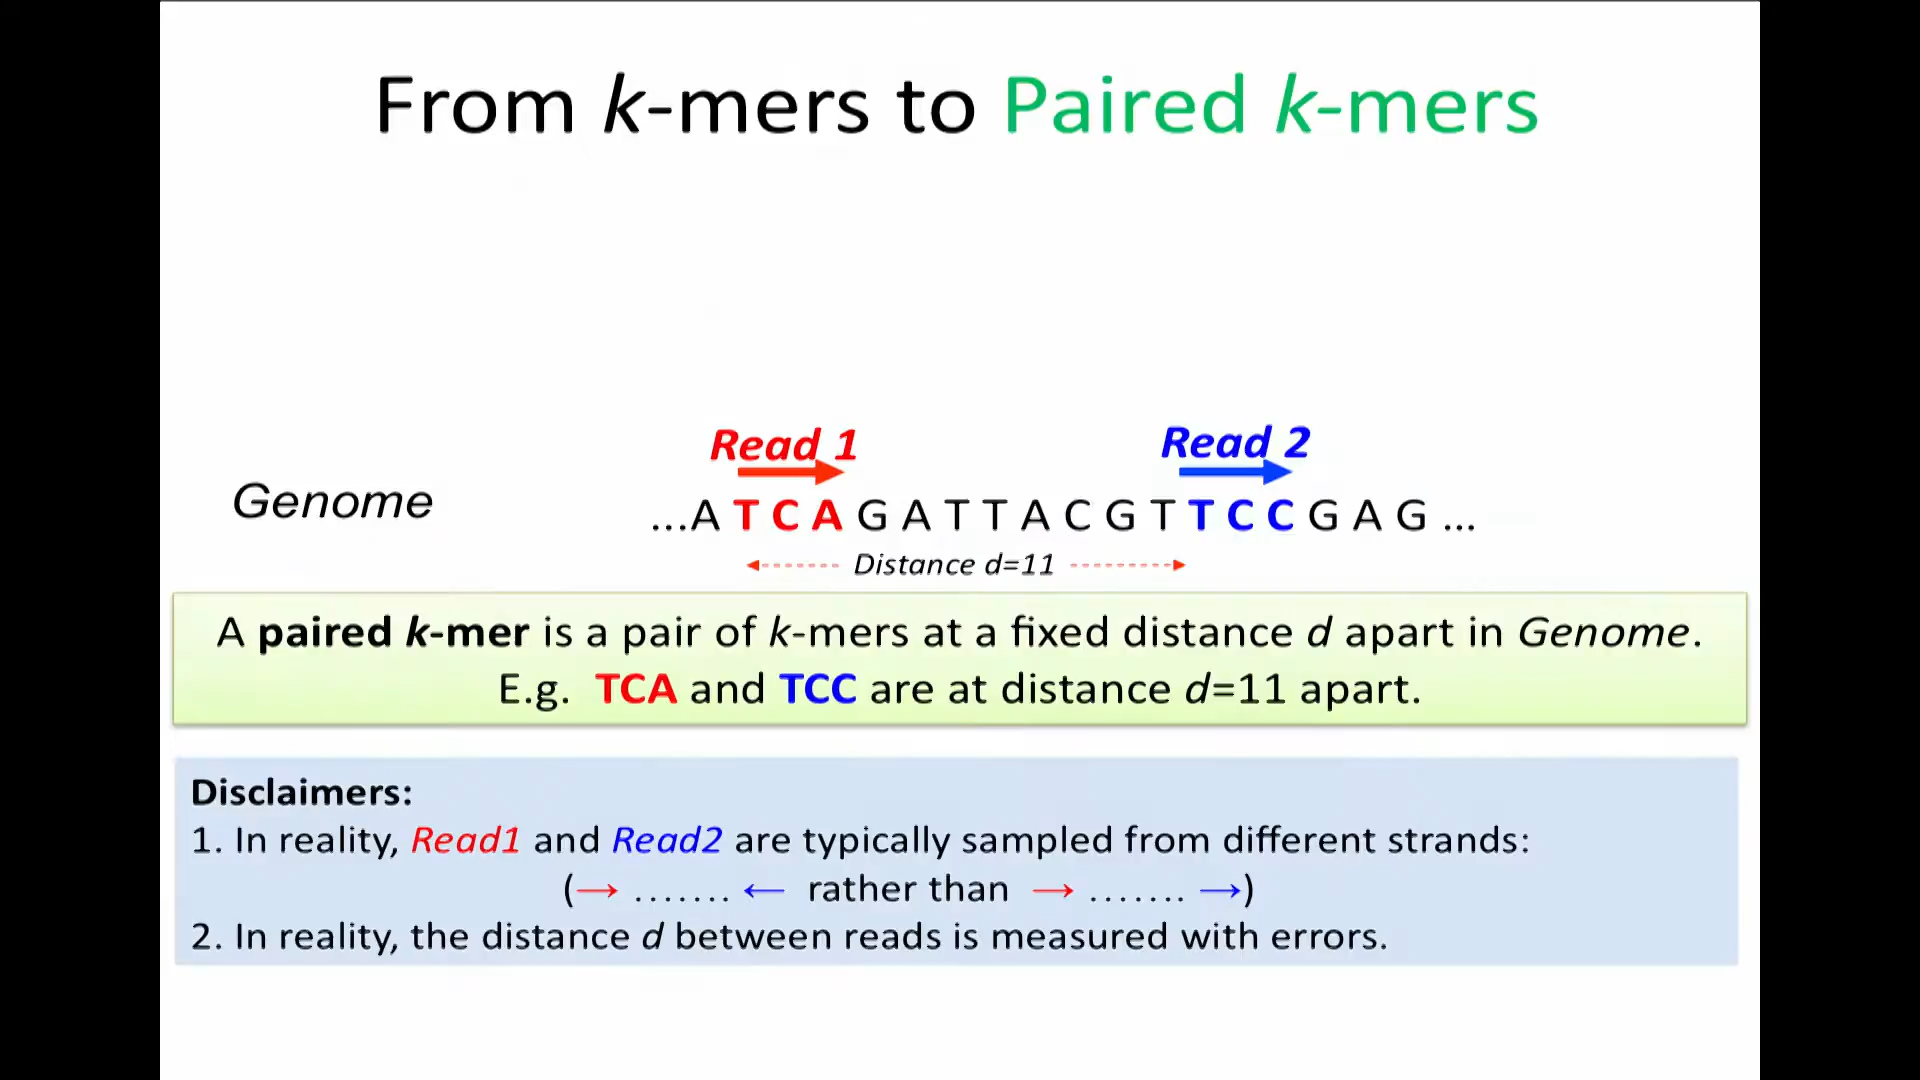 From k-mers to Paired k-mers
Read 1 Read 2
Genome ...A T C A G A T T A C G T T C C G A G ...
Distance d=11
A paired k-mer is a pair of k-mers at a fixed distance d apart in Genome.
E.g. TCA and TCC are at distance d=11 apart.
Disclaimers:
1. In reality, Read1 and Read2 are typically sampled from different strands:
(→ ....... ← rather than → ....... →)
2. In reality, the distance d between reads is measured with errors.